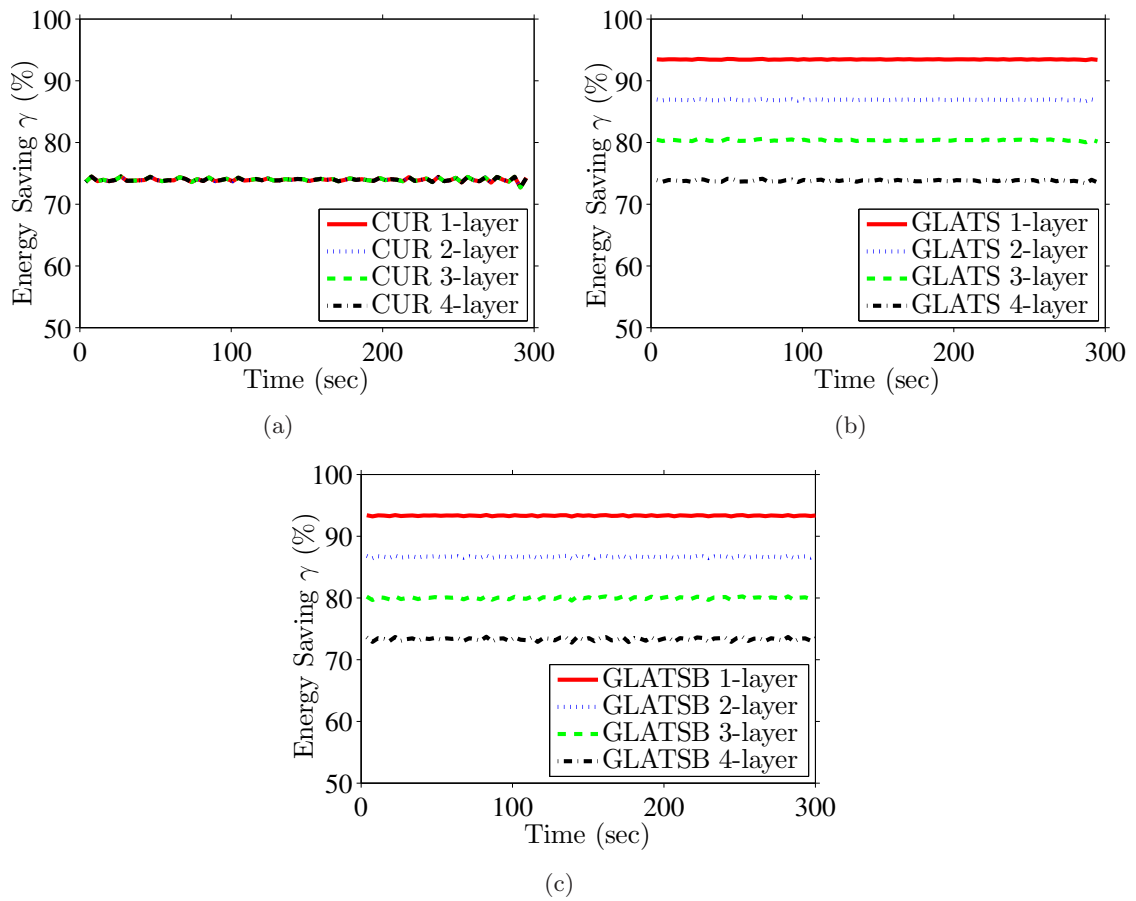 100
90
80
70
60
50
Energy Saving γ (%)
CUR 1-layer
CUR 2-layer
CUR 3-layer
CUR 4-layer
0
100
200
300
Time (sec)
(a)
100
90
80
70
60
50
Energy Saving γ (%)
GLATS 1-layer
GLATS 2-layer
GLATS 3-layer
GLATS 4-layer
0
100
200
300
Time (sec)
(b)
100
90
80
70
60
50
Energy Saving γ (%)
GLATSB 1-layer
GLATSB 2-layer
GLATSB 3-layer
GLATSB 4-layer
0
100
200
300
Time (sec)
(c)